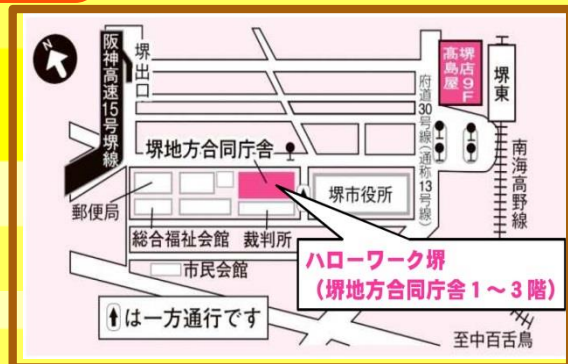 N
阪神高速15号堺線
堺出口
府道30号線(通称13号線)
堺店9F
髙島屋
堺東
南海高野線
堺地方合同庁舎
郵便局
堺市役所
総合福祉会館
裁判所
市民会館
ハローワーク堺
(堺地方合同庁舎1～3階)
は一方通行です
至中百舌鳥